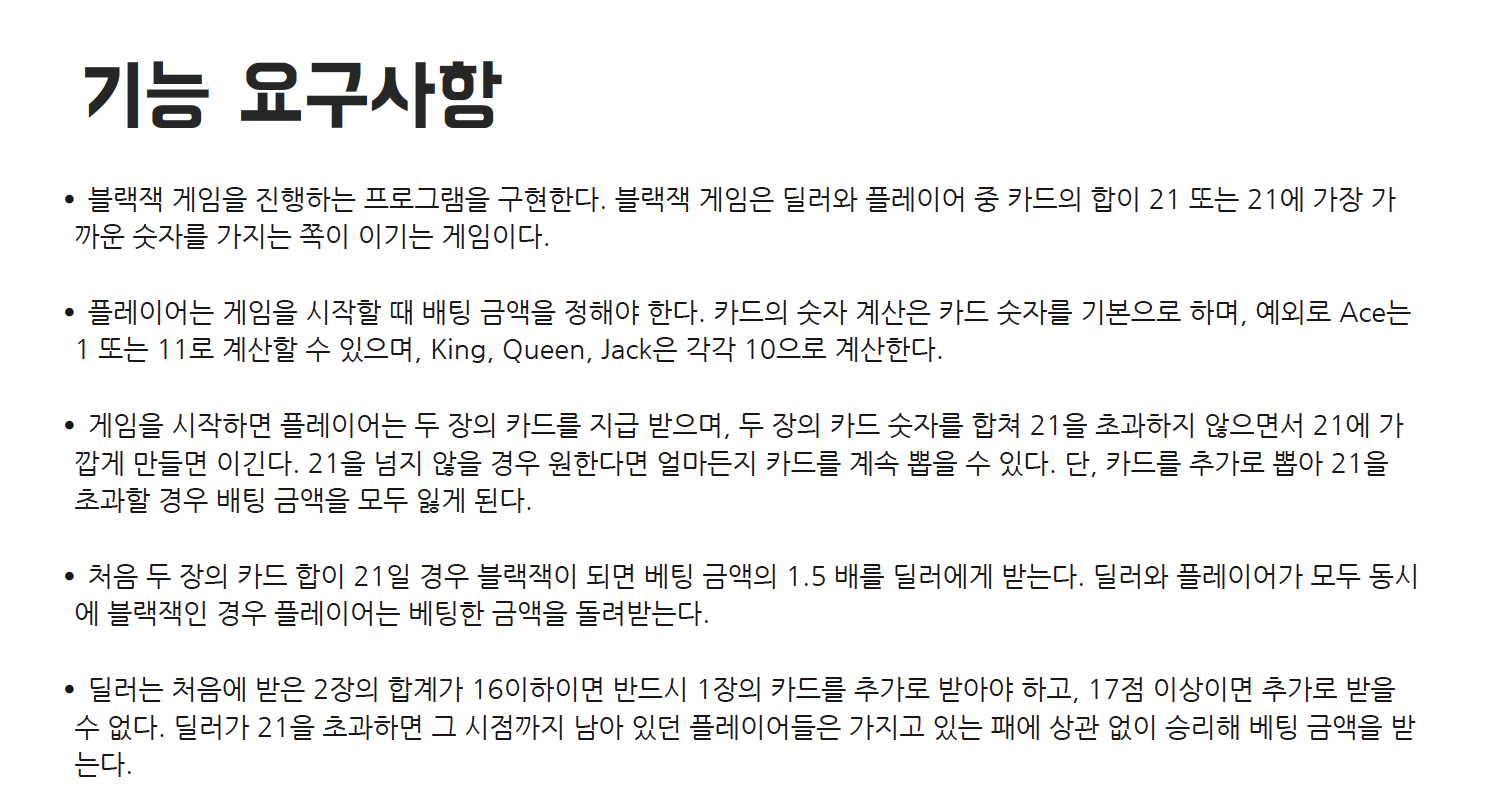 기능 요구사항
• 블랙잭 게임을 진행하는 프로그램을 구현한다. 블랙잭 게임은 딜러와 플레이어 중 카드의 합이 21 또는 21에 가장 가
까운 숫자를 가지는 쪽이 이기는 게임이다.
• 플레이어는 게임을 시작할 때 배팅 금액을 정해야 한다. 카드의 숫자 계산은 카드 숫자를 기본으로 하며, 예외로 Ace는
1 또는 11로 계산할 수 있으며, King, Queen, Jack은 각각 10으로 계산한다.
• 게임을 시작하면 플레이어는 두 장의 카드를 지급 받으며, 두 장의 카드 숫자를 합쳐 21을 초과하지 않으면서 21에 가
깝게 만들면 이긴다. 21을 넘지 않을 경우 원한다면 얼마든지 카드를 계속 뽑을 수 있다. 단, 카드를 추가로 뽑아 21을
초과할 경우 배팅 금액을 모두 잃게 된다.
• 처음 두 장의 카드 합이 21일 경우 블랙잭이 되면 베팅 금액의 1.5 배를 딜러에게 받는다. 딜러와 플레이어가 모두 동시
에 블랙잭인 경우 플레이어는 베팅한 금액을 돌려받는다.
• 딜러는 처음에 받은 2장의 합계가 16이하이면 반드시 1장의 카드를 추가로 받아야 하고, 17점 이상이면 추가로 받을
수 없다. 딜러가 21을 초과하면 그 시점까지 남아 있던 플레이어들은 가지고 있는 패에 상관 없이 승리해 베팅 금액을 받
는다.